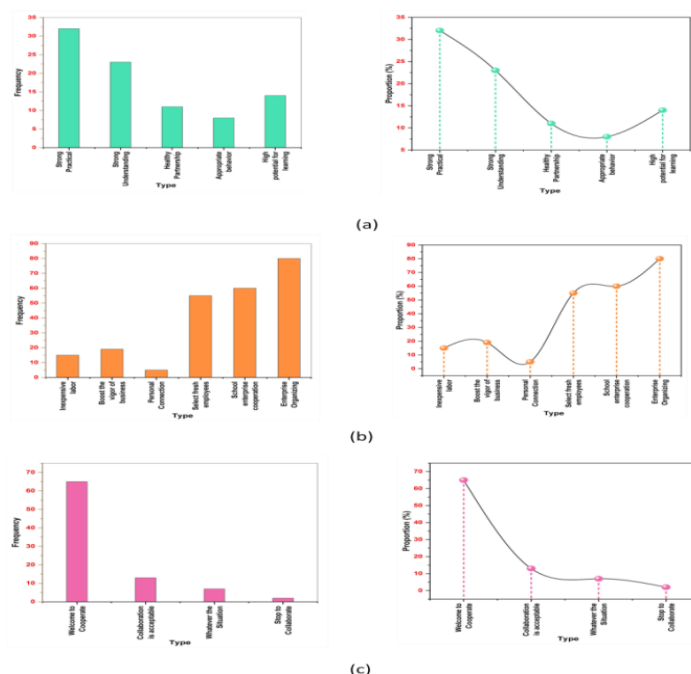 35
30
25
20
15
10
5
0
Frequency
Strong
Practical
Strong
Understanding
Healthy
Partnership
Appropriate
behavior
High
potential for
learning
Type
35
30
25
20
15
10
5
Proportion (%)
Strong
Practical
Strong
Understanding
Healthy
Partnership
Appropriate
behavior
High
potential for
learning
Type
(a)
90
80
70
60
50
40
30
20
10
0
Frequency
Inexpensive
labor
Boost the
vigor of
business
Personal
Connection
Select fresh
employees
School
enterprise
cooperation
Enterprise
Organizing
Type
90
80
70
60
50
40
30
20
10
0
Proportion (%)
Inexpensive
labor
Boost the
vigor of
business
Personal
Connection
Select fresh
employees
School
enterprise
cooperation
Enterprise
Organizing
Type
(b)
70
60
50
40
30
20
10
0
Frequency
Welcome to
Cooperate
Collaboration
is acceptable
Whatever the
Situation
Stop to
Collaborate
Type
70
60
50
40
30
20
10
0
Proportion (%)
Welcome to
Cooperate
Collaboration
is acceptable
Whatever the
Situation
Stop to
Collaborate
Type
(c)